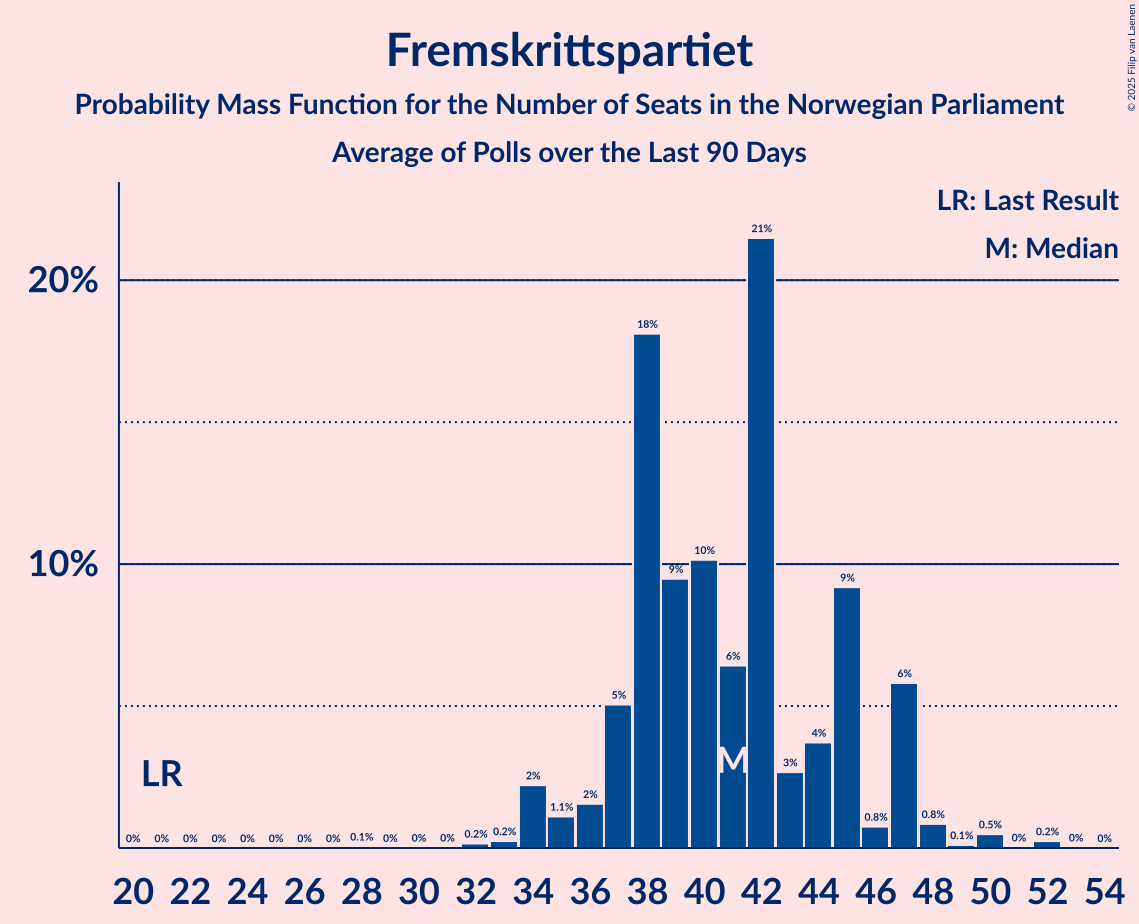 Fremskrittspartiet
Probability Mass Function for the Number of Seats in the Norwegian Parliament
Average of Polls over the Last 90 Days
© 2025 Filip van Laenen
LR: Last Result
M: Median
20%
10%
LR
M
0% 0% 0% 0% 0% 0% 0% 0% 0.1% 0% 0% 0% 0.2% 0.2% 2% 1.1% 2% 5% 18% 9% 10% 6% 21% 3% 4% 9% 0.8% 6% 0.8% 0.1% 0.5% 0% 0.2% 0% 0%
20 22 24 26 28 30 32 34 36 38 40 42 44 46 48 50 52 54